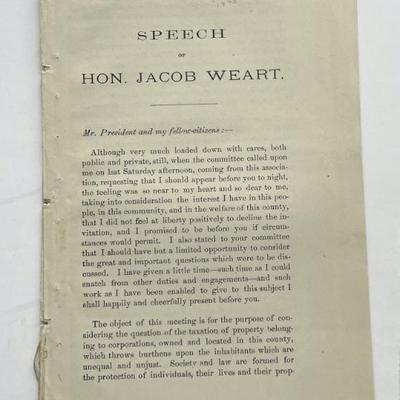 SPEECH
OF
HON. JACOB WEART.
Mr. President and my fellow-citizens:—
Although very much loaded down with cares, both
public and private, still, when the committee called upon
me on last Saturday afternoon, coming from this associa-
tion, requesting that I should appear before you to night,
the feeling was so near to my heart and so dear to me,
taking into consideration the interest I have in this peo-
ple, in this community, and in the welfare of this county,
that I did not feel at liberty positively to decline the in-
vitation, and I promised to be before you if circum-
stances would permit. I also stated to your committee
that I should have but a limited opportunity to consider
the great and important questions which were to be dis-
cussed. I have given a little time—such time as I could
snatch from other duties and engagements—and such
work as I have been enabled to give to this subject I
shall happily and cheerfully present before you.
The object of this meeting is for the purpose of con-
sidering the question of the taxation of property belong-
ing to corporations, owned and located in this county,
which throws burthens upon the inhabitants which are
unequal and unjust. Society and law are formed for
the protection of individuals, their lives and their prop-